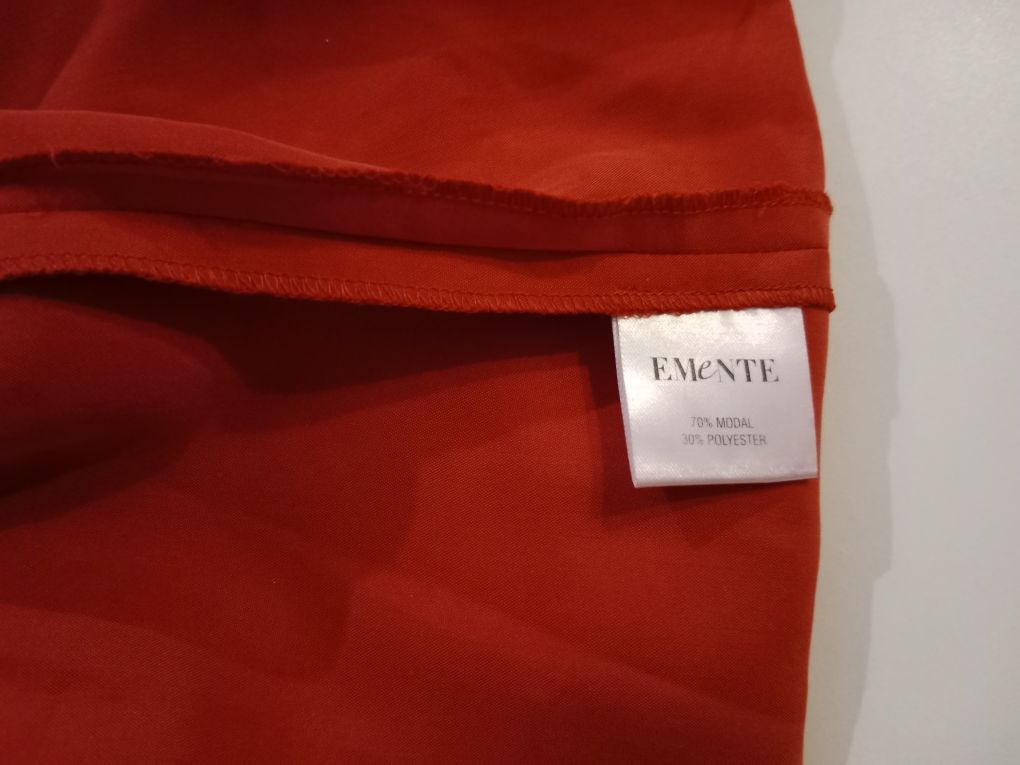 EMeNTE
70% MODAL
30% POLYESTER